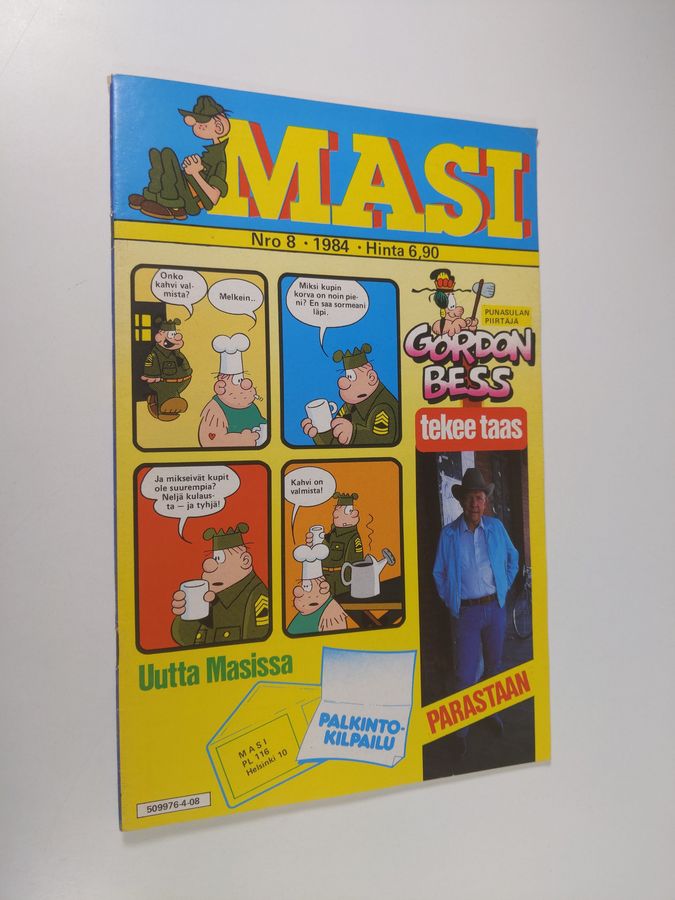 MASI
Nro 8 · 1984 · Hinta 6,90
Onko
kahvi val-
mista?
Melkein..
Miksi kupin
korva on noin pie-
ni? En saa sormeani
läpi.
Ja mikseivät kupit
ole suurempia?
Neljä kulaus-
ta — ja tyhjä!
Kahvi on
valmista!
PUNASULAN
PIIRTÄJÄ
GORDON
BESS
tekee taas
PARASTAAN
Uutta Masissa
MASI
PL 116
Helsinki 10
PALKINTO-
KILPAILU
509976-4-08